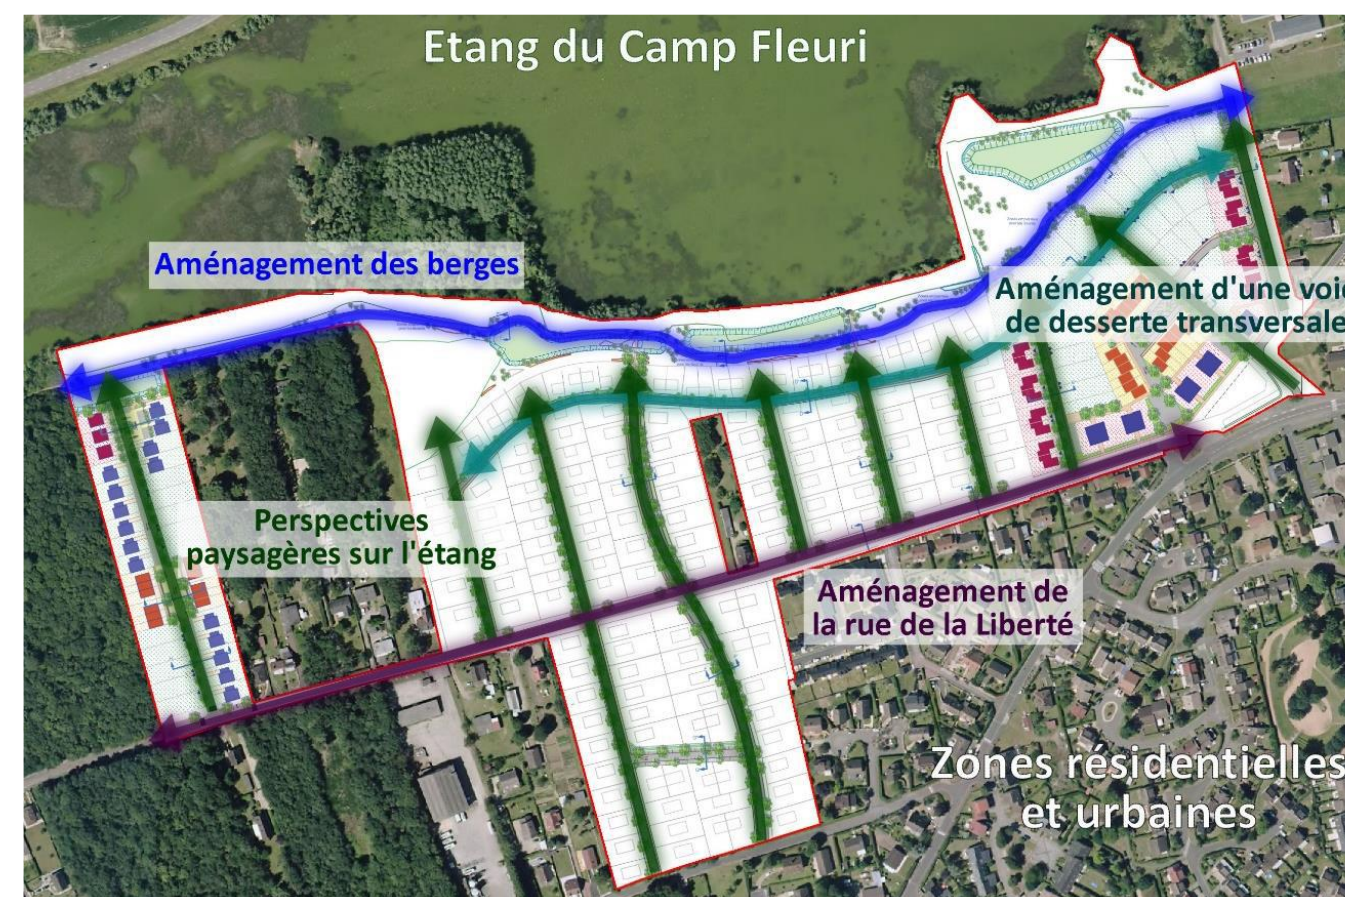 Etang du Camp Fleuri
Aménagement des berges
Aménagement d'une voie
de desserte transversale
Perspectives
paysagères sur l'étang
Aménagement de
la rue de la Liberté
Zones résidentielles
et urbaines